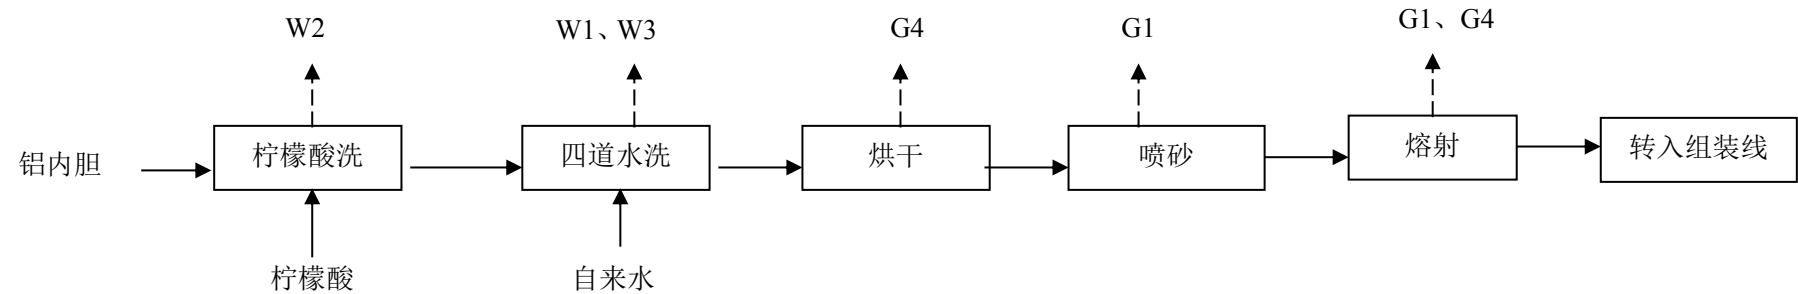 W2
W1、W3
G4
G1
G1、G4
铝内胆
柠檬酸洗
四道水洗
烘干
喷砂
熔射
转入组装线
柠檬酸
自来水